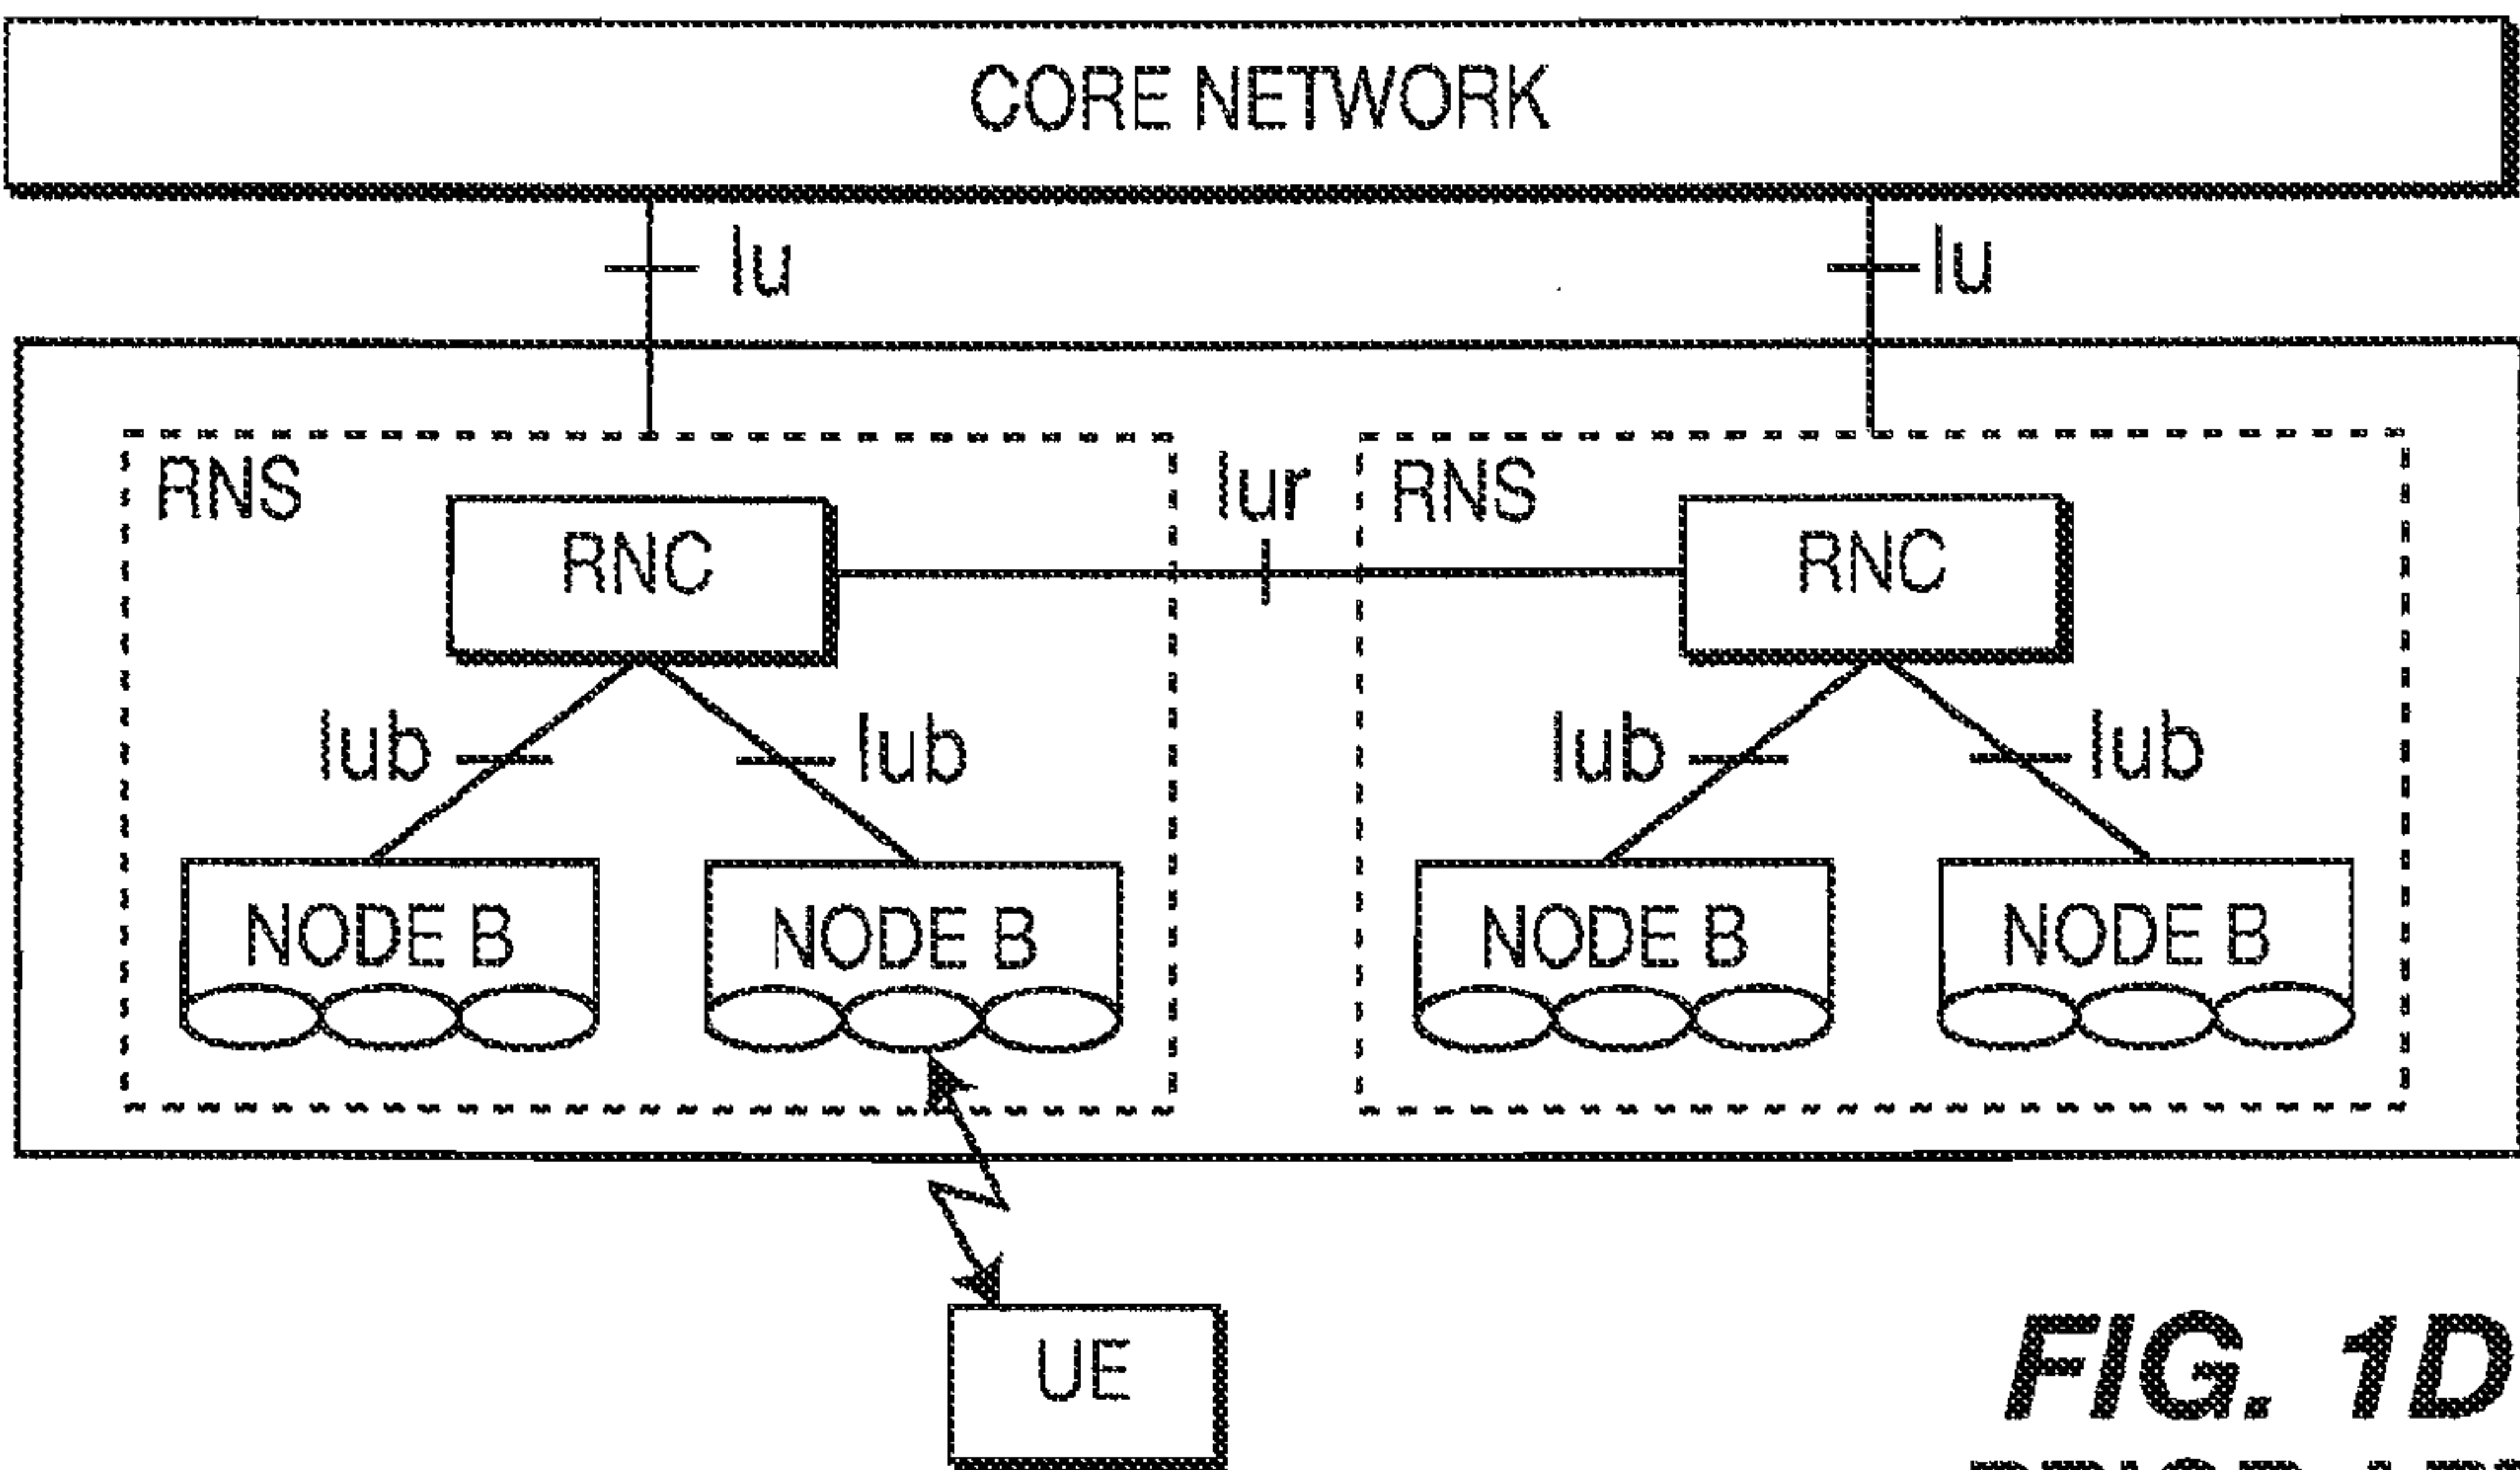 CORE NETWORK
Iu
Iu
RNS
Iur
RNS
RNC
RNC
Iub
Iub
Iub
Iub
NODE B
NODE B
NODE B
NODE B
UE
FIG. 1D